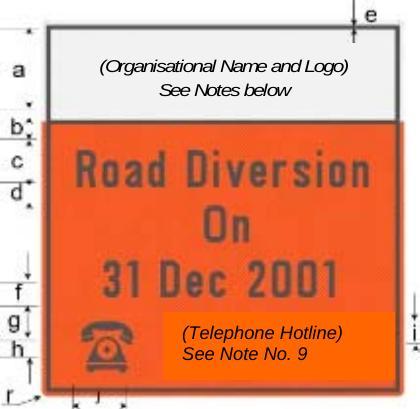 e
a
(Organisational Name and Logo)
See Notes below
b
c
Road Diversion
d
On
31 Dec 2001
f
g
(Telephone Hotline)
i
See Note No. 9
h
r
j